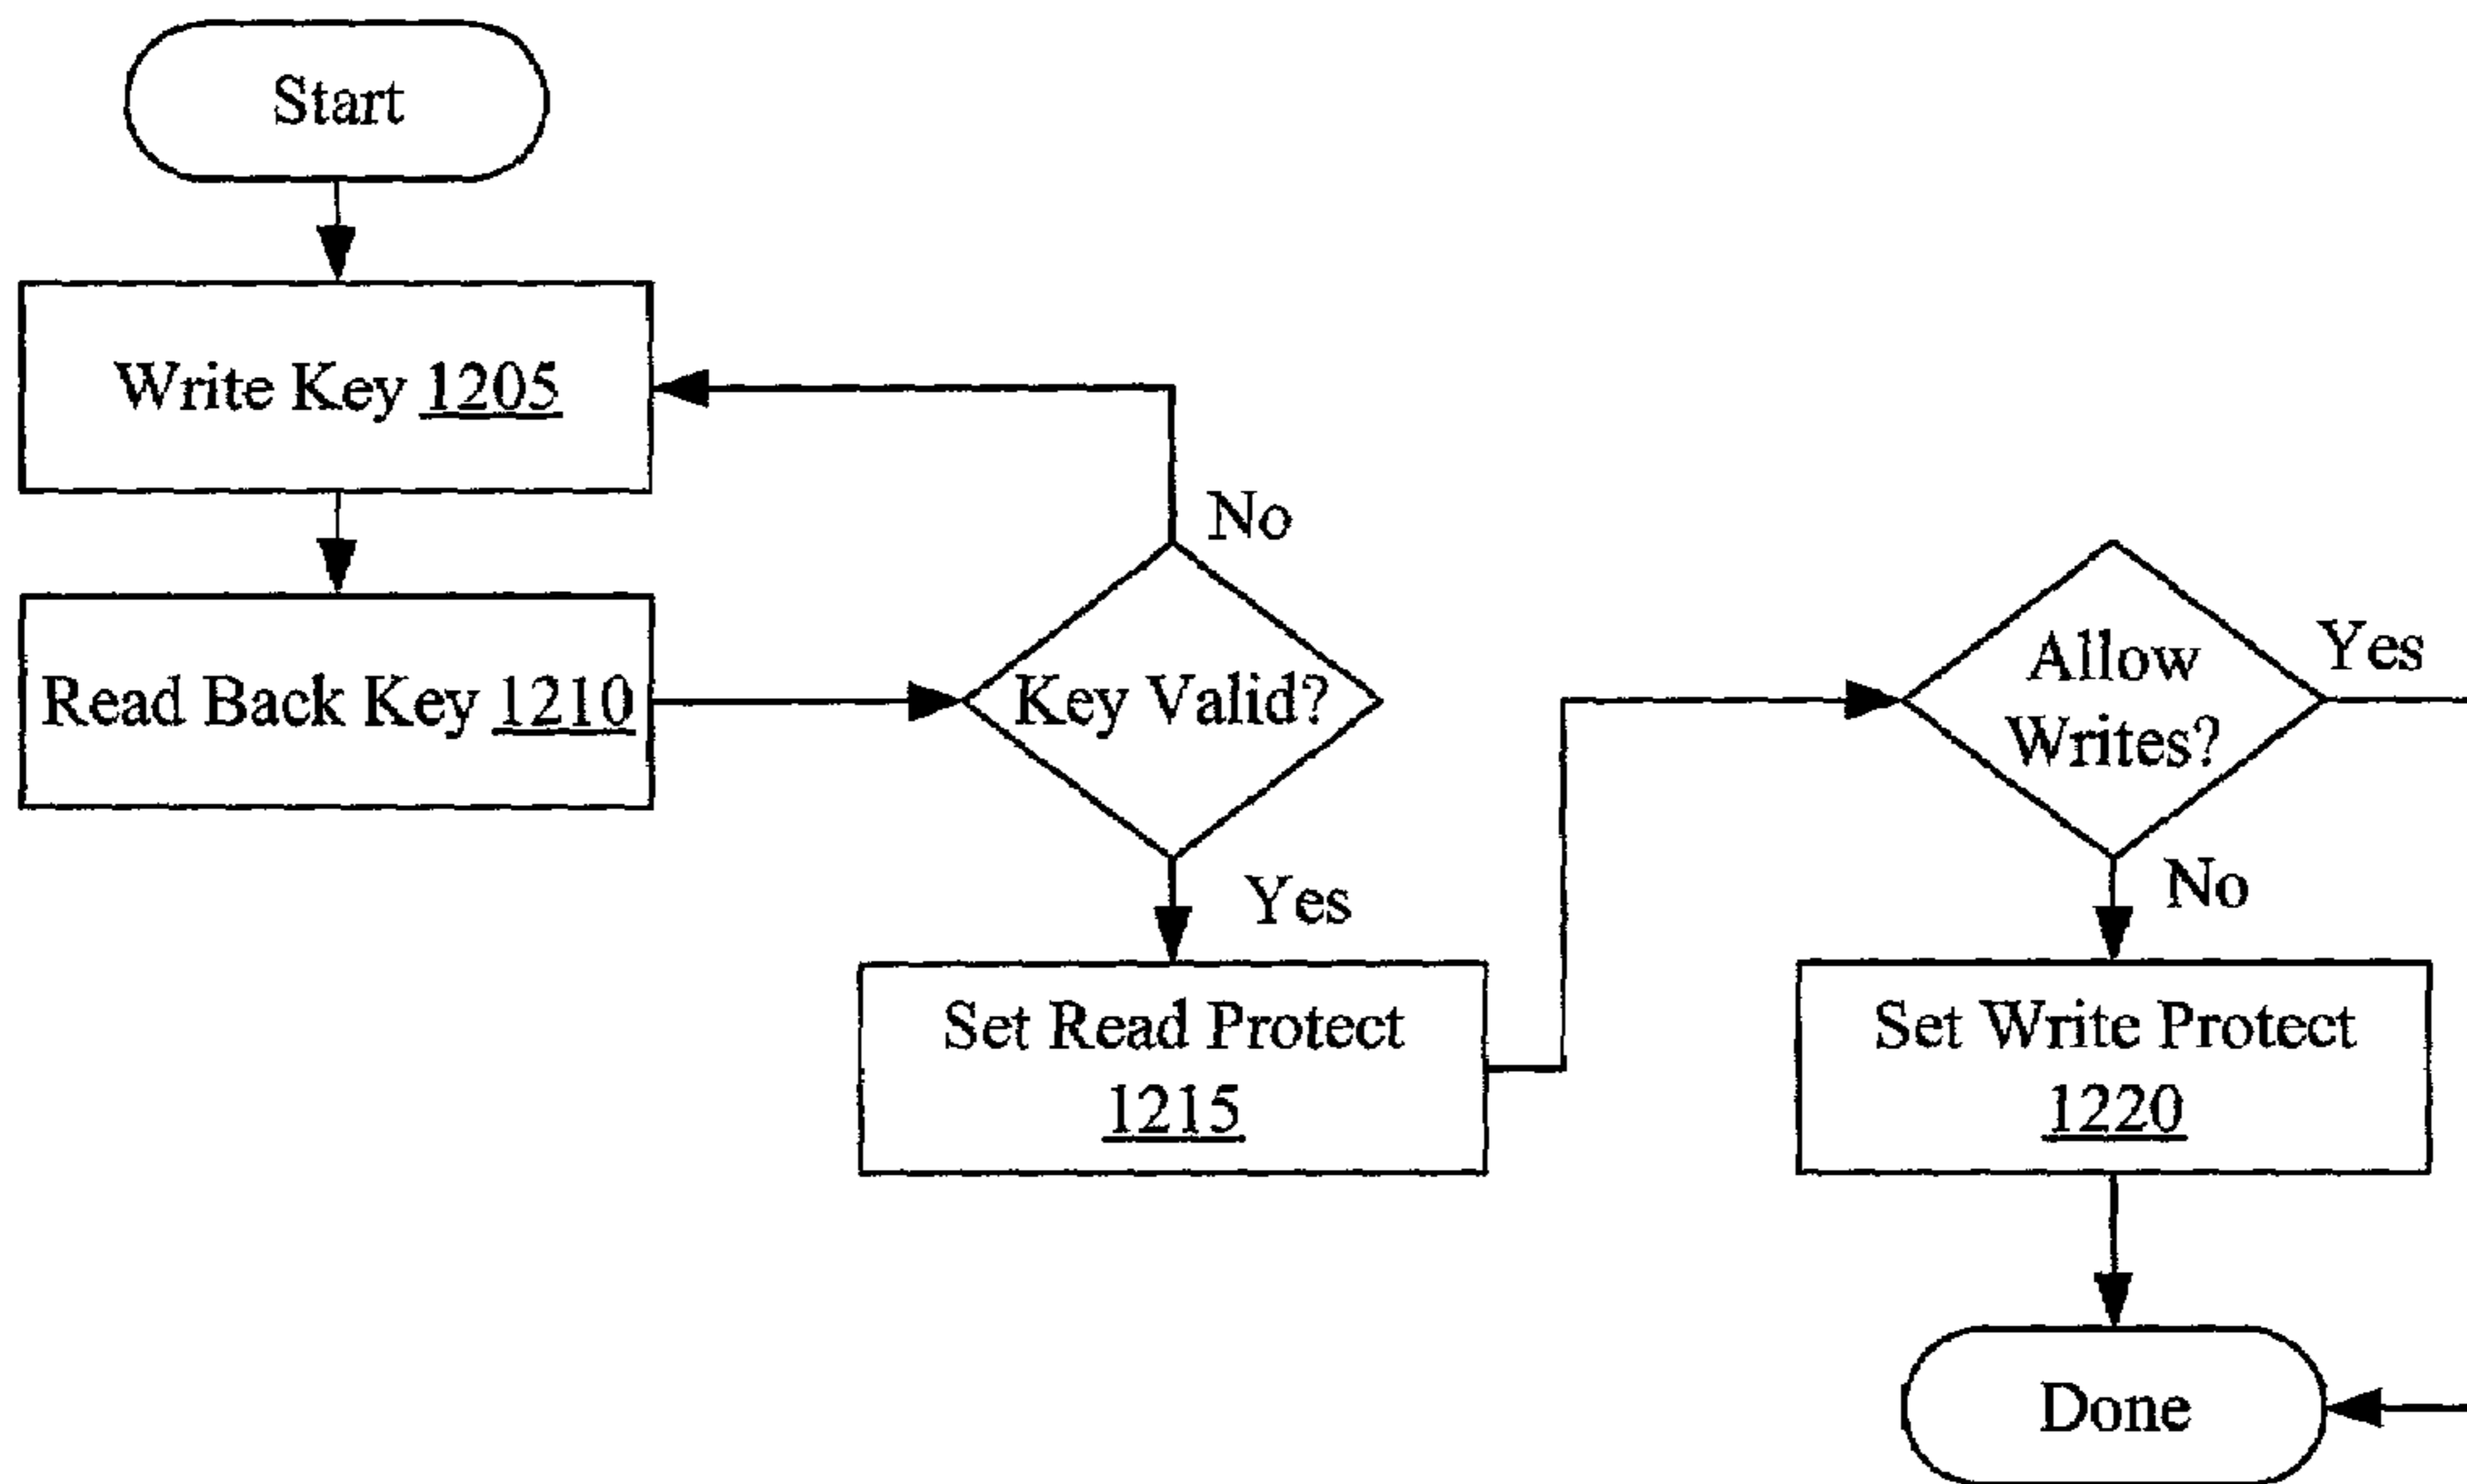 Start
Write Key 1205
Read Back Key 1210
Key Valid?
No
Yes
Set Read Protect
1215
Allow
Writes?
Yes
No
Set Write Protect
1220
Done